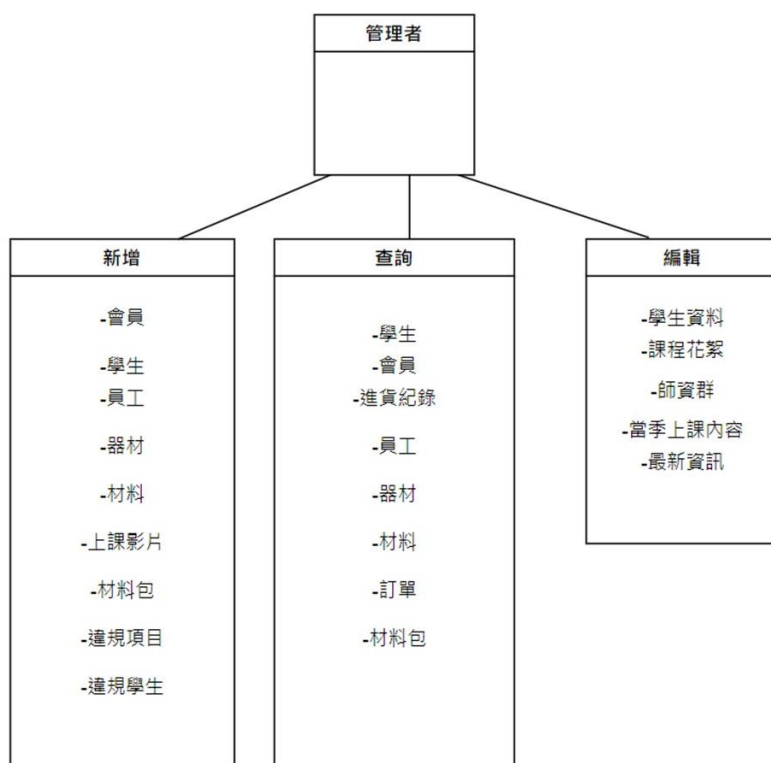 管理者
新增
-會員
-學生
-員工
-器材
-材料
-上課影片
-材料包
-違規項目
-違規學生
查詢
-學生
-會員
-進貨紀錄
-員工
-器材
-材料
-訂單
-材料包
編輯
-學生資料
-課程花絮
-師資群
-當季上課內容
-最新資訊